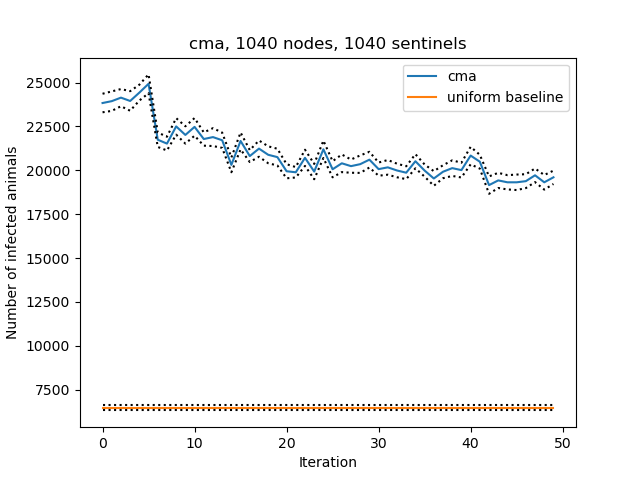 cma, 1040 nodes, 1040 sentinels
cma
uniform baseline
Number of infected animals
25000
22500
20000
17500
15000
12500
10000
7500
0 10 20 30 40 50
Iteration